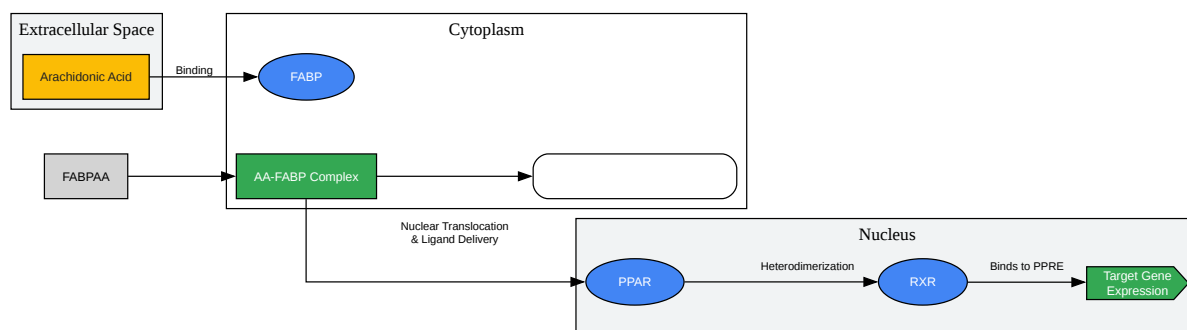 Extracellular Space
Cytoplasm
Arachidonic Acid
Binding
FABP
FABPAA
AA-FABP Complex
Nuclear Translocation
& Ligand Delivery
Nucleus
PPAR
Heterodimerization
RXR
Binds to PPRE
Target Gene
Expression